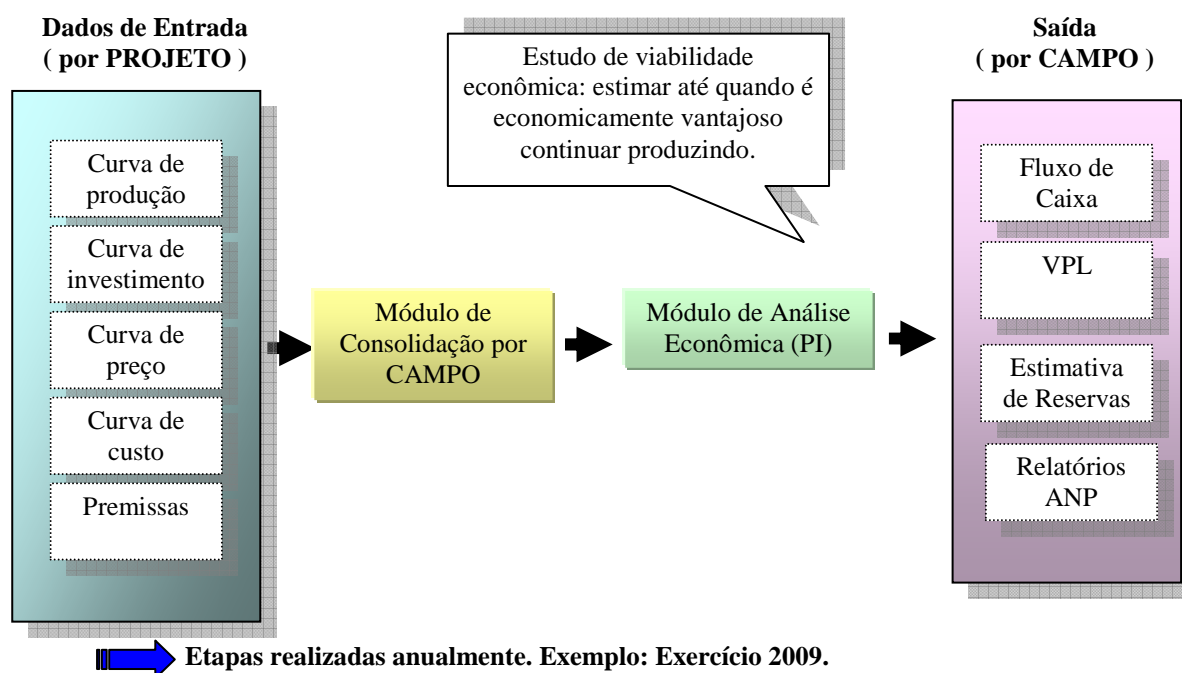 Dados de Entrada
( por PROJETO )
Curva de
produção
Curva de
investimento
Curva de
preço
Curva de
custo
Premissas
Módulo de
Consolidação por
CAMPO
Estudo de viabilidade
econômica: estimar até quando é
economicamente vantajoso
continuar produzindo.
Módulo de Análise
Econômica (PI)
Saída
( por CAMPO )
Fluxo de
Caixa
VPL
Estimativa
de Reservas
Relatórios
ANP
Etapas realizadas anualmente. Exemplo: Exercício 2009.